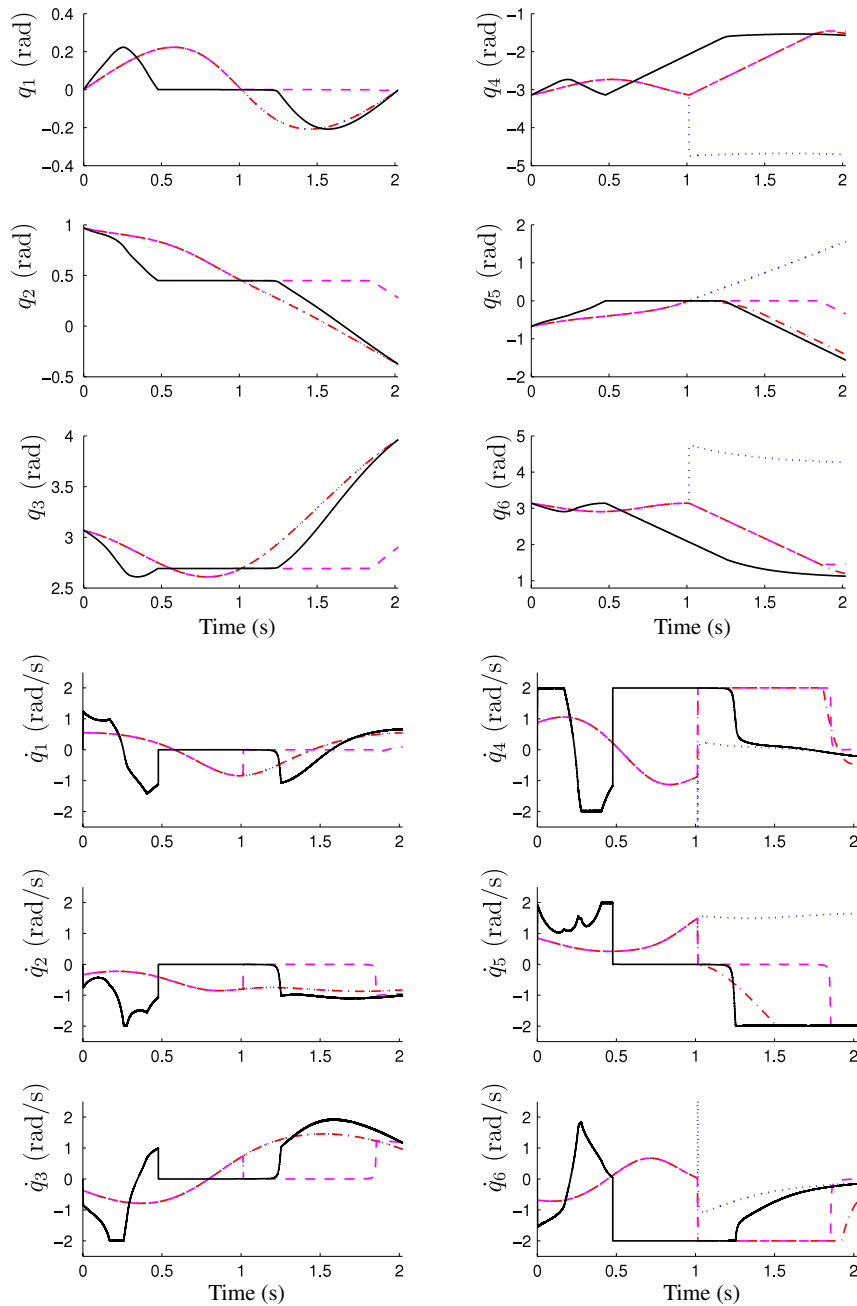 q₁ (rad)
0.4
0.2
0
−0.2
0.4
0 0.5 1 1.5 2
q₄ (rad)
−1
−2
−3
−4
−5
0 0.5 1 1.5 2
q₂ (rad)
1
0.5
0
−0.5
0 0.5 1 1.5 2
q₅ (rad)
2
1
0
−1
−2
0 0.5 1 1.5 2
q₃ (rad)
4
3.5
3
2.5
0 0.5 1 1.5 2
Time (s)
q₆ (rad)
5
4
3
2
1
0 0.5 1 1.5 2
Time (s)
q̇₁ (rad/s)
2
1
0
−1
−2
0 0.5 1 1.5 2
q̇₄ (rad/s)
2
1
0
−1
−2
0 0.5 1 1.5 2
q̇₂ (rad/s)
2
1
0
−1
−2
0 0.5 1 1.5 2
q̇₅ (rad/s)
2
1
0
−1
−2
0 0.5 1 1.5 2
q̇₃ (rad/s)
2
1
0
−1
−2
0 0.5 1 1.5 2
Time (s)
q̇₆ (rad/s)
2
1
0
−1
−2
0 0.5 1 1.5 2
Time (s)